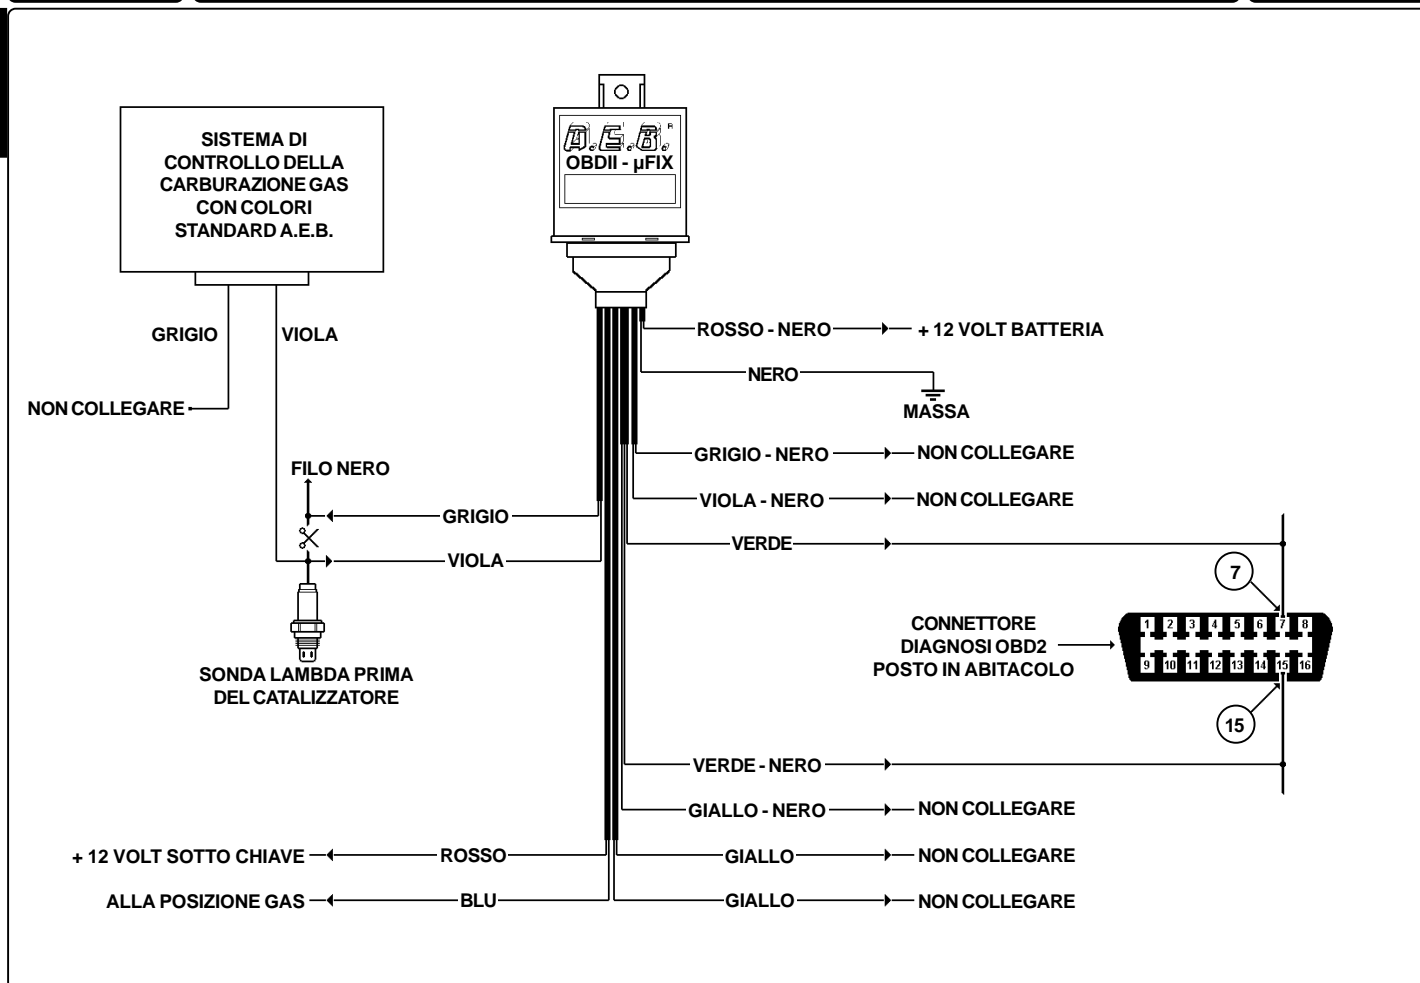 SISTEMA DI
CONTROLLO DELLA
CARBURAZIONE GAS
CON COLORI
STANDARD A.E.B.
A.E.B.®
OBDII - µFIX
GRIGIO
VIOLA
NON COLLEGARE
ROSSO - NERO
+ 12 VOLT BATTERIA
NERO
MASSA
GRIGIO - NERO
NON COLLEGARE
FILO NERO
VIOLA - NERO
NON COLLEGARE
GRIGIO
VERDE
VIOLA
7
CONNETTORE
DIAGNOSI OBD2
POSTO IN ABITACOLO
1 2 3 4 5 6 7 8
9 10 11 12 13 14 15 16
SONDA LAMBDA PRIMA
DEL CATALIZZATORE
15
VERDE - NERO
GIALLO - NERO
NON COLLEGARE
+ 12 VOLT SOTTO CHIAVE
ROSSO
GIALLO
NON COLLEGARE
ALLA POSIZIONE GAS
BLU
GIALLO
NON COLLEGARE